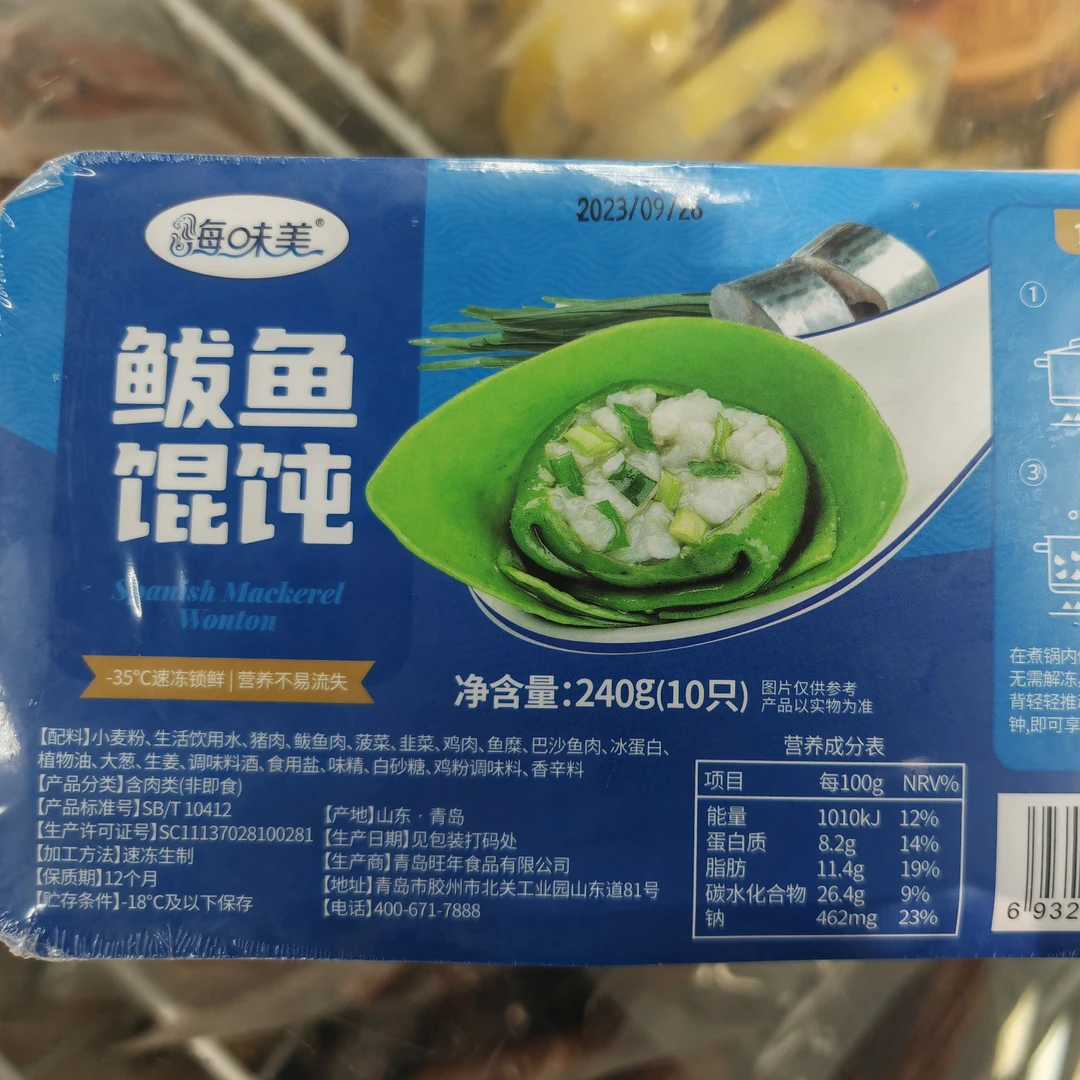 2023/09/28
海味美®
鲅鱼
馄饨
Spanish Mackerel
Wonton
-35℃速冻锁鲜|营养不易流失
净含量:240g(10只)
图片仅供参考
产品以实物为准
【配料】小麦粉、生活饮用水、猪肉、鲅鱼肉、菠菜、韭菜、鸡肉、鱼糜、巴沙鱼肉、冰蛋白、
植物油、大葱、生姜、调味料酒、食用盐、味精、白砂糖、鸡粉调味料、香辛料
【产品分类】含肉类(非即食)
【产品标准号】SB/T 10412
【生产许可证号】SC11137028100281
【加工方法】速冻生制
【保质期】12个月
【贮存条件】-18℃及以下保存
【产地】山东·青岛
【生产日期】见包装打码处
【生产商】青岛旺年食品有限公司
【地址】青岛市胶州市北关工业园山东道81号
【电话】400-671-7888
营养成分表
项目 每100g NRV%
能量 1010kJ 12%
蛋白质 8.2g 14%
脂肪 11.4g 19%
碳水化合物 26.4g 9%
钠 462mg 23%
①
③
在煮锅内
无需解冻
背轻轻推
钟,即可享
6 932